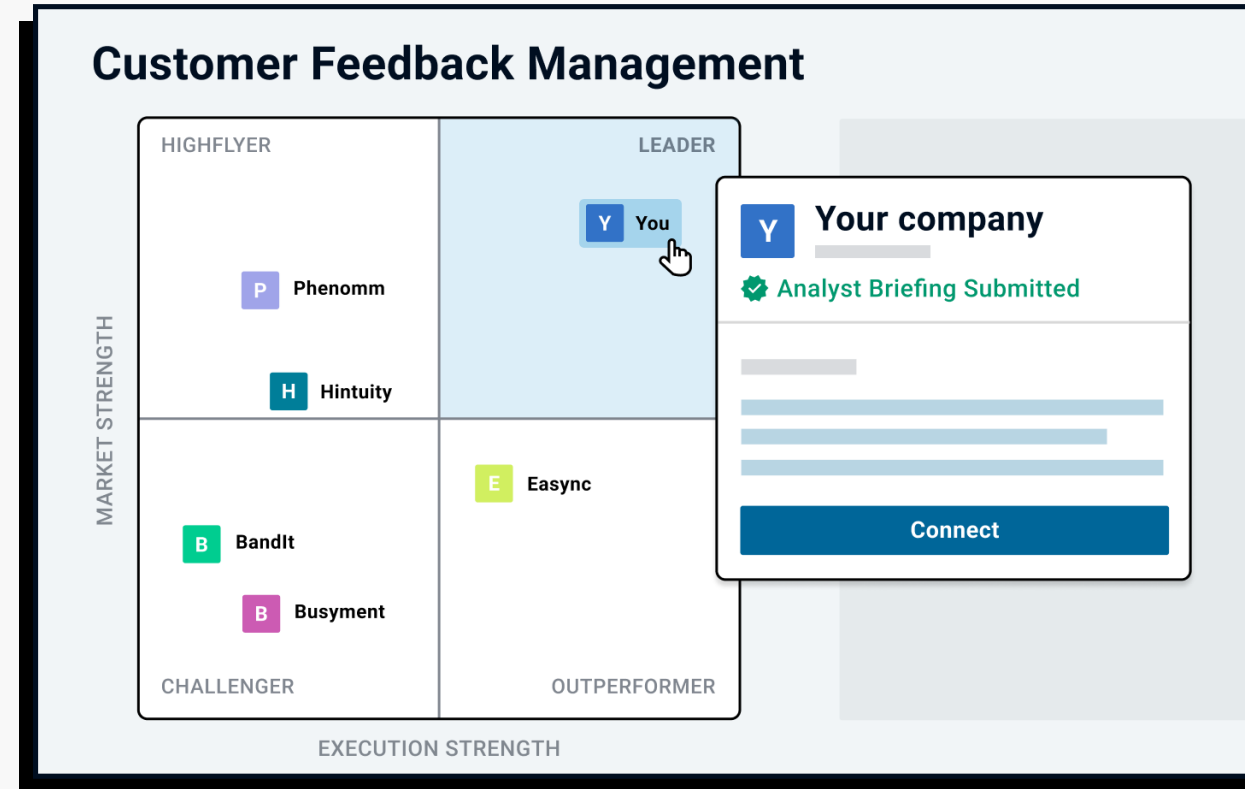 Customer Feedback Management
HIGHFLYER
LEADER
Y You
P Phenomm
H Hintuity
E Easync
B BandIt
B Busyment
CHALLENGER
OUTPERFORMER
MARKET STRENGTH
EXECUTION STRENGTH
Y Your company
Analyst Briefing Submitted
Connect